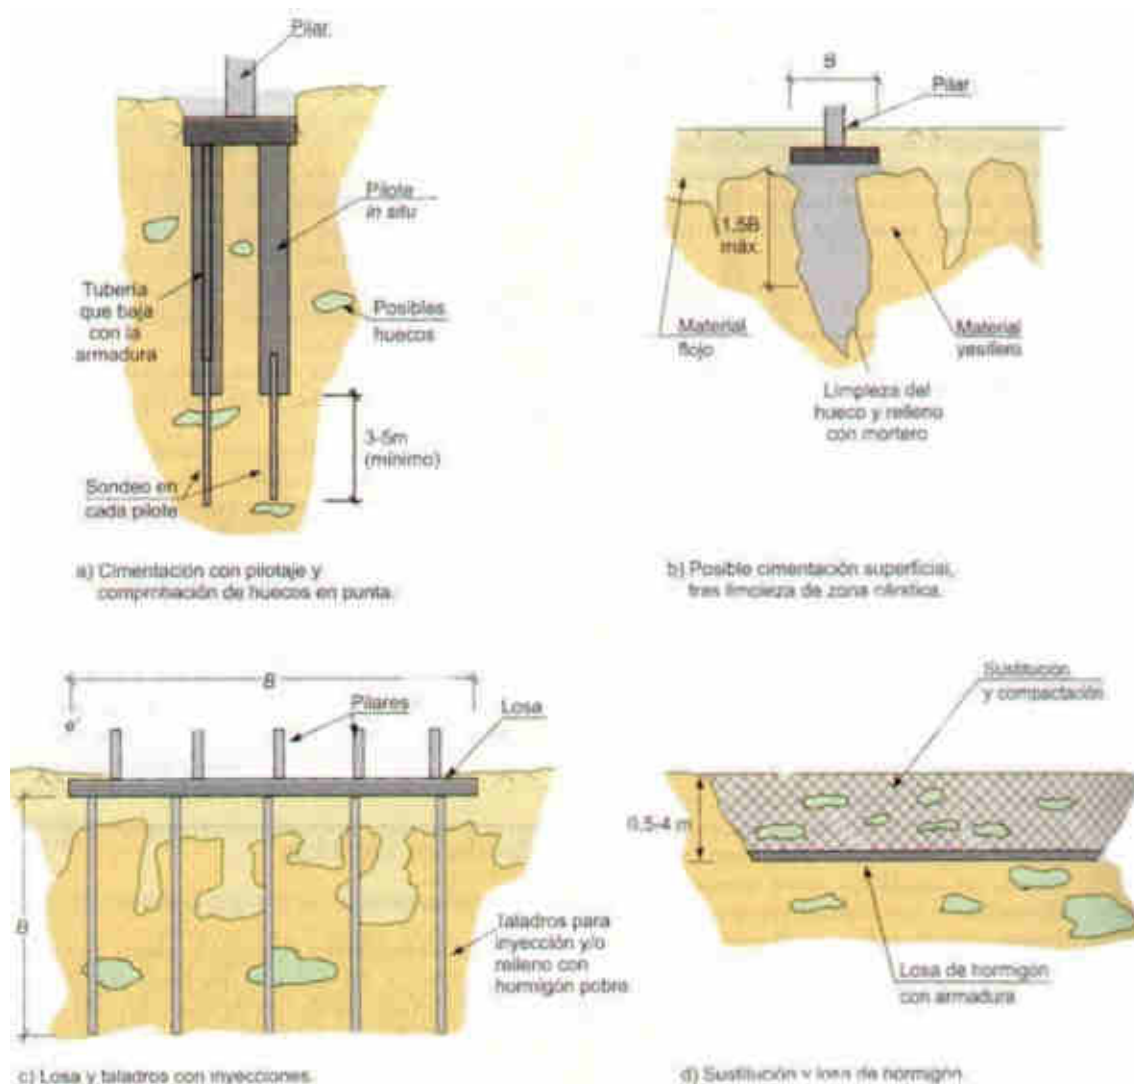 Pilar
Pilote
in situ
Tubería
que baja
con la
armadura
Posibles
huecos
3-5m
(mínimo)
Sondeo en
cada pilote
a) Cimentación con pilotaje y
comprobación de huecos en punta.
B
Pilar
1,5B
máx.
Material
flojo
Material
yesífero
Limpieza del
hueco y relleno
con mortero
b) Posible cimentación superficial,
tras limpieza de zona cárstica.
B
Pilares
Losa
B
Taladros para
inyección y/o
relleno con
hormigón pobre
c) Losa y taladros con inyecciones.
Sustitución
y compactación
0,5-4 m
Losa de hormigón
con armadura
d) Sustitución y losa de hormigón.